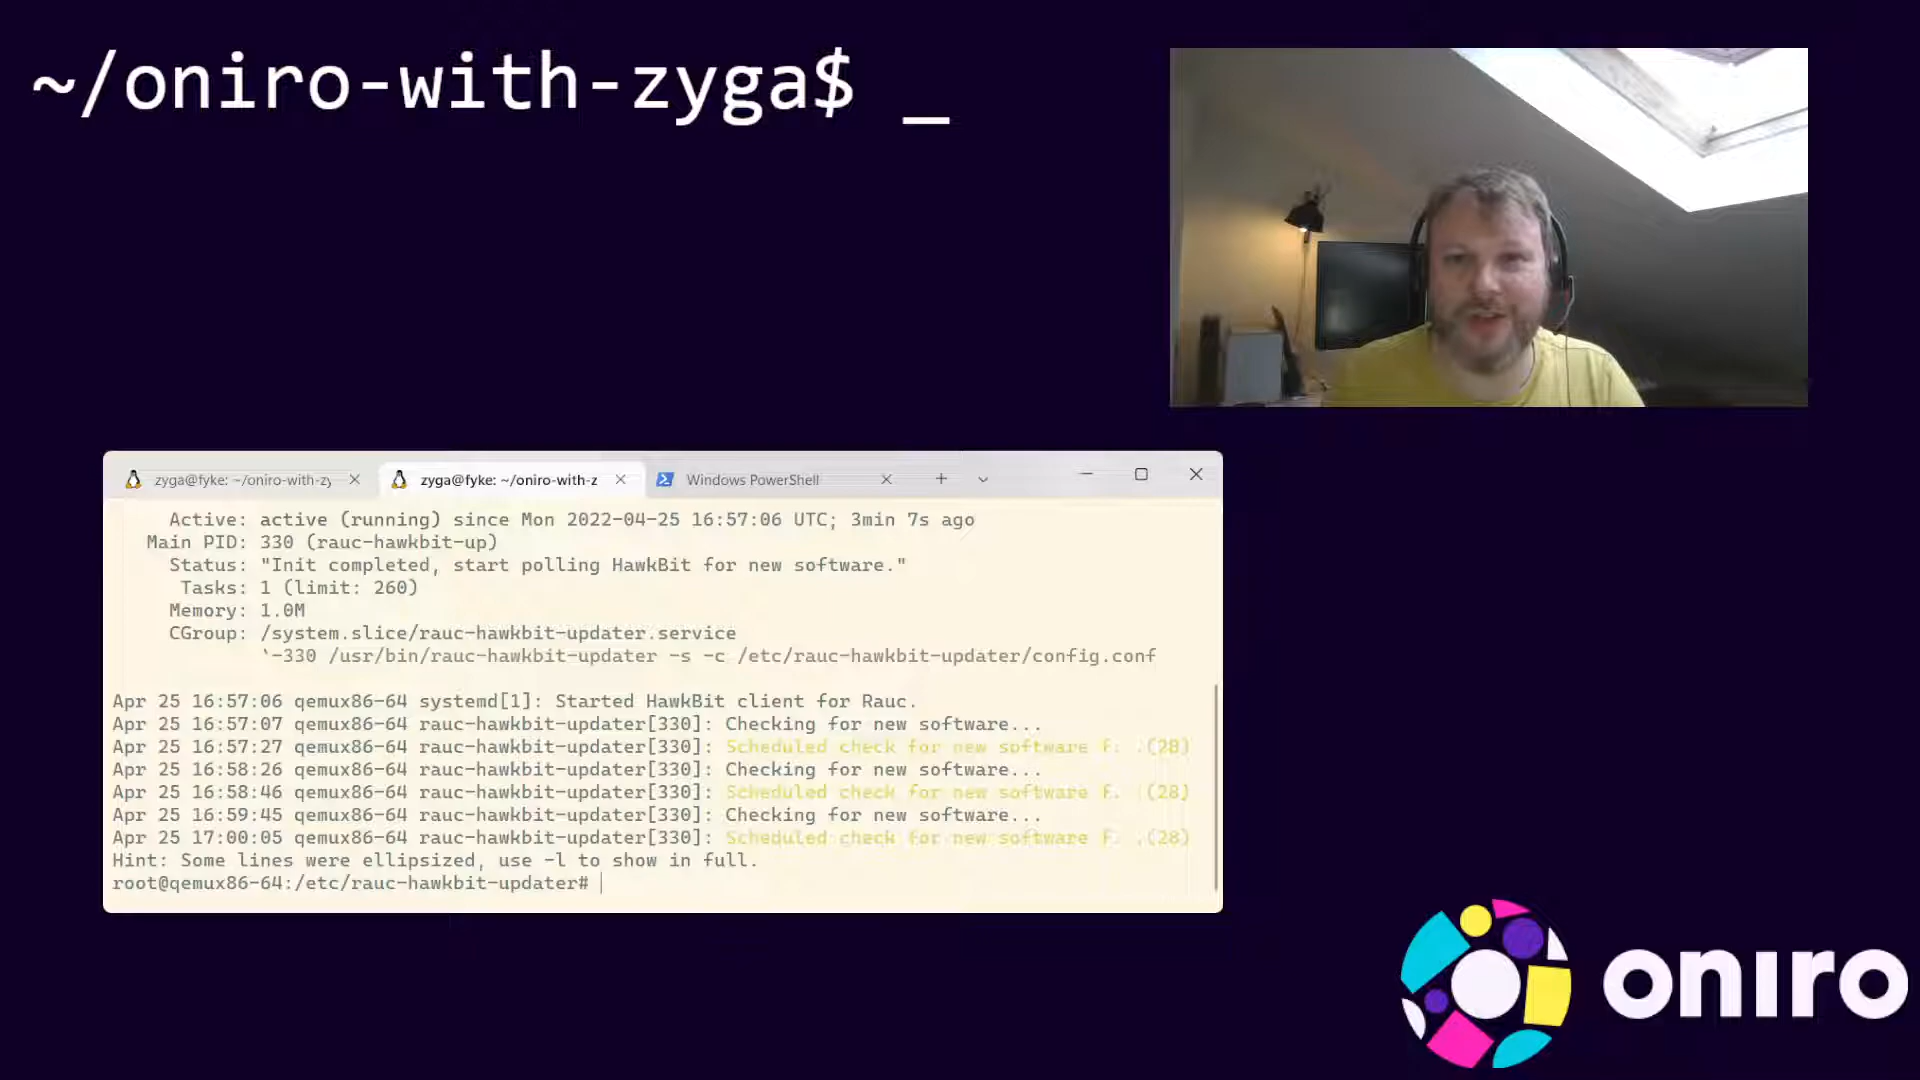 ~/oniro-with-zyga$ _
zyga@fyke: ~/oniro-with-zy
zyga@fyke: ~/oniro-with-z
Windows PowerShell
Active: active (running) since Mon 2022-04-25 16:57:06 UTC; 3min 7s ago
Main PID: 330 (rauc-hawkbit-up)
Status: "Init completed, start polling HawkBit for new software."
Tasks: 1 (limit: 260)
Memory: 1.0M
CGroup: /system.slice/rauc-hawkbit-updater.service
`-330 /usr/bin/rauc-hawkbit-updater -s -c /etc/rauc-hawkbit-updater/config.conf
Apr 25 16:57:06 qemux86-64 systemd[1]: Started HawkBit client for Rauc.
Apr 25 16:57:07 qemux86-64 rauc-hawkbit-updater[330]: Checking for new software...
Apr 25 16:57:27 qemux86-64 rauc-hawkbit-updater[330]: Scheduled check for new software f. .(28)
Apr 25 16:58:26 qemux86-64 rauc-hawkbit-updater[330]: Checking for new software...
Apr 25 16:58:46 qemux86-64 rauc-hawkbit-updater[330]: Scheduled check for new software f. (28)
Apr 25 16:59:45 qemux86-64 rauc-hawkbit-updater[330]: Checking for new software...
Apr 25 17:00:05 qemux86-64 rauc-hawkbit-updater[330]: Scheduled check for new software f. .(28)
Hint: Some lines were ellipsized, use -l to show in full.
root@qemux86-64:/etc/rauc-hawkbit-updater#
oniro